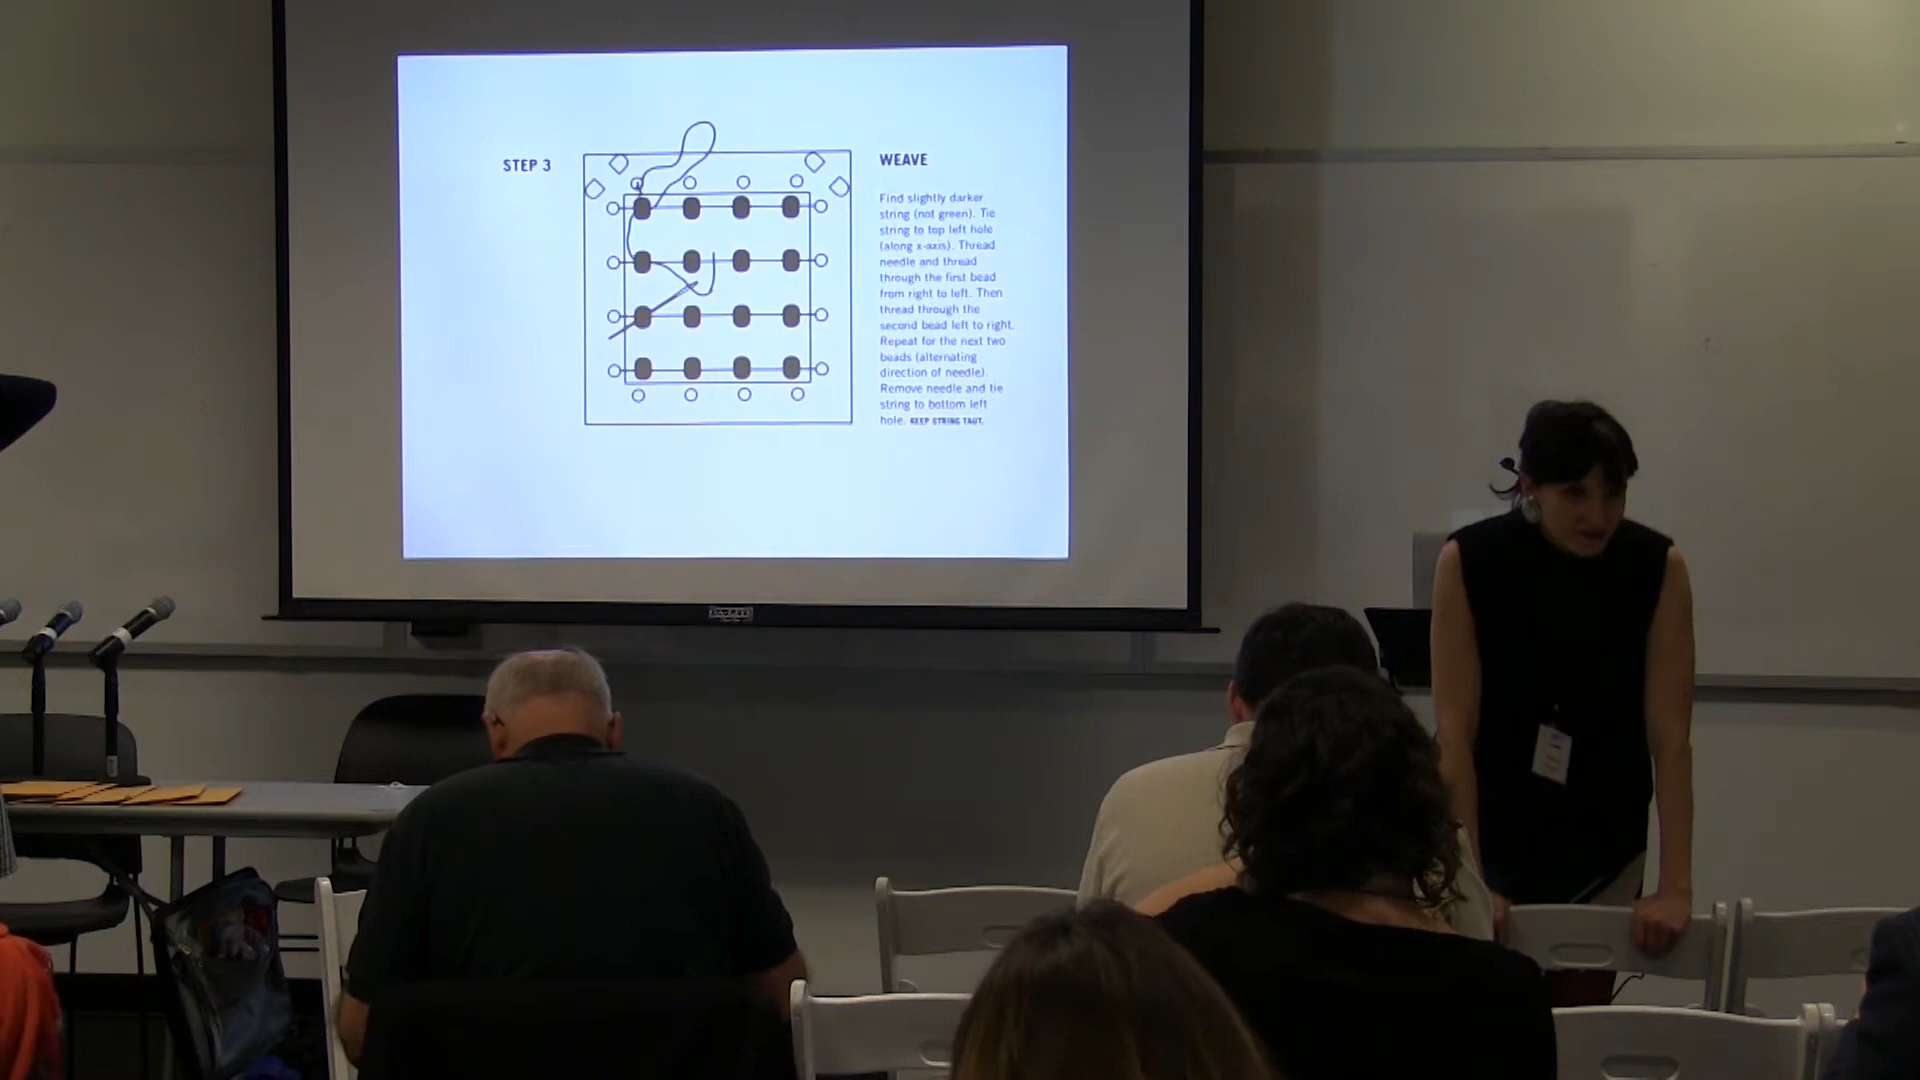 STEP 3
WEAVE
Find slightly darker
string (not green). Tie
string to top left hole
(along x-axis). Thread
needle and thread
through the first bead
from right to left. Then
thread through the
second bead left to right.
Repeat for the next two
beads (alternating
direction of needle).
Remove needle and tie
string to bottom left
hole. KEEP STRING TAUT.
DA-LITE